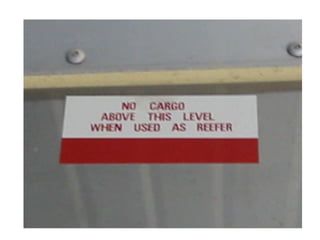 NO CARGO
ABOVE THIS LEVEL
WHEN USED AS REEFER